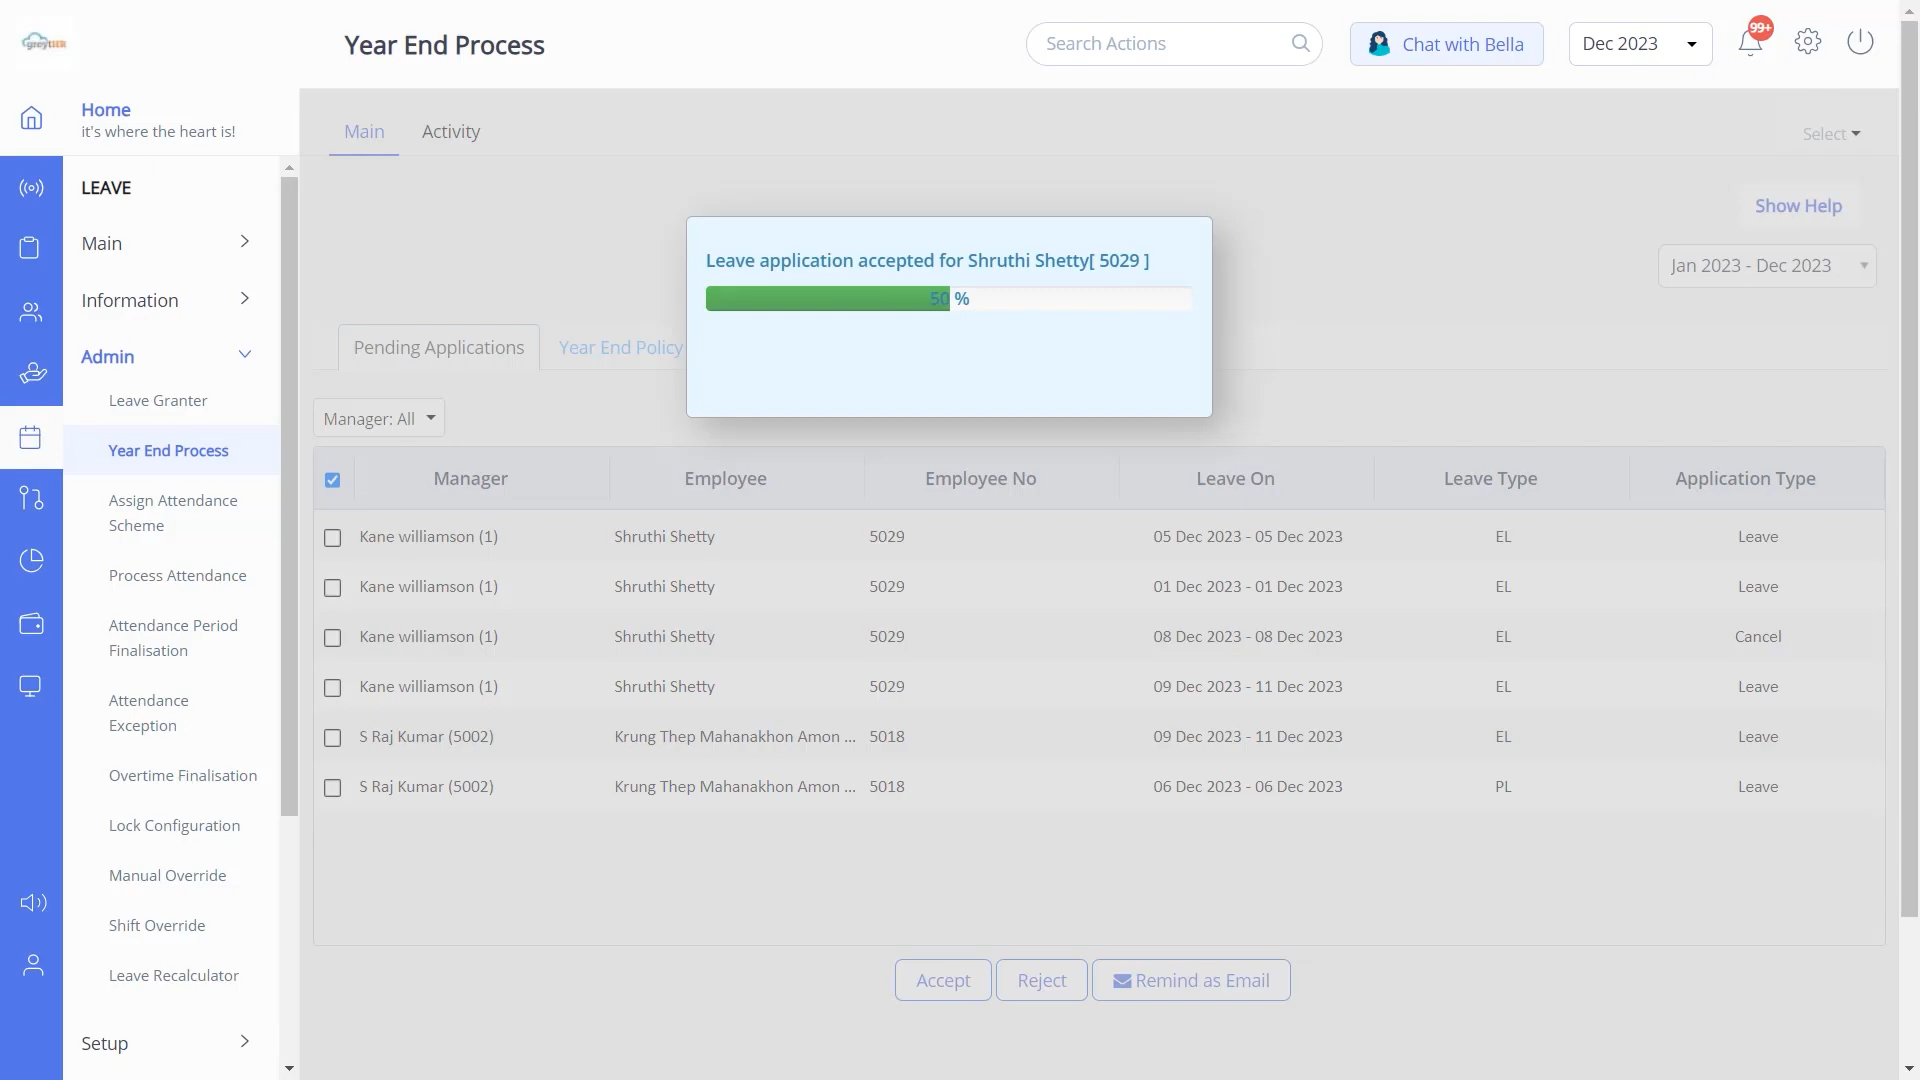 greytHR
Year End Process
Search Actions
Chat with Bella
Dec 2023
99+
Home
it's where the heart is!
Main
Activity
Select
LEAVE
Main
Information
Admin
Leave Granter
Year End Process
Assign Attendance
Scheme
Process Attendance
Attendance Period
Finalisation
Attendance
Exception
Overtime Finalisation
Lock Configuration
Manual Override
Shift Override
Leave Recalculator
Setup
Show Help
Jan 2023 - Dec 2023
Leave application accepted for Shruthi Shetty[ 5029 ]
50 %
Pending Applications
Year End Policy
Manager: All
Manager Employee Employee No Leave On Leave Type Application Type
Kane williamson (1) Shruthi Shetty 5029 05 Dec 2023 - 05 Dec 2023 EL Leave
Kane williamson (1) Shruthi Shetty 5029 01 Dec 2023 - 01 Dec 2023 EL Leave
Kane williamson (1) Shruthi Shetty 5029 08 Dec 2023 - 08 Dec 2023 EL Cancel
Kane williamson (1) Shruthi Shetty 5029 09 Dec 2023 - 11 Dec 2023 EL Leave
S Raj Kumar (5002) Krung Thep Mahanakhon Amon ... 5018 09 Dec 2023 - 11 Dec 2023 EL Leave
S Raj Kumar (5002) Krung Thep Mahanakhon Amon ... 5018 06 Dec 2023 - 06 Dec 2023 PL Leave
Accept
Reject
Remind as Email